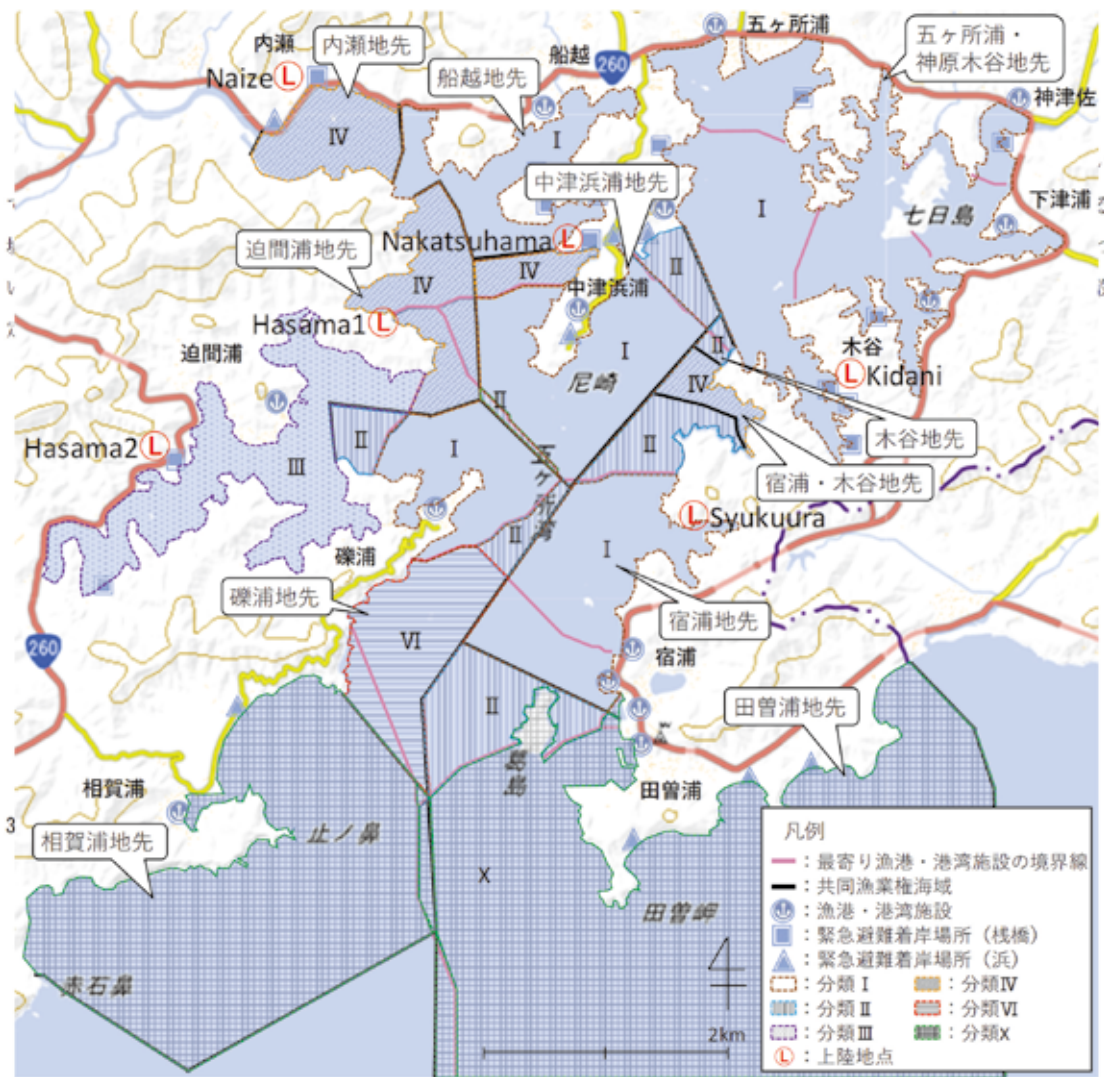 五ヶ所浦
五ヶ所浦・
神原木谷地先
内瀬
内瀬地先
船越
船越地先
260
Naize
L
神津佐
IV
I
中津浜浦地先
I
七日島
下津浦
Nakatsuhama
L
迫間浦地先
IV
IV
II
中津浜浦
Hasama1
L
迫間浦
I
尼崎
II
木谷
L
Kidani
IV
II
木谷地先
Hasama2
L
III
II
I
II
宿浦・木谷地先
五ヶ所湾
L
Syukuura
II
I
礫浦
礫浦地先
宿浦地先
260
VI
宿浦
II
田曽浦地先
葛島
相賀浦
田曽浦
3
止ノ鼻
相賀浦地先
X
田曽岬
赤石鼻
2km
凡例
：最寄り漁港・港湾施設の境界線
：共同漁業権海域
：漁港・港湾施設
：緊急避難着岸場所（桟橋）
：緊急避難着岸場所（浜）
：分類Ⅰ
：分類Ⅳ
：分類Ⅱ
：分類Ⅵ
：分類Ⅲ
：分類X
L
：上陸地点